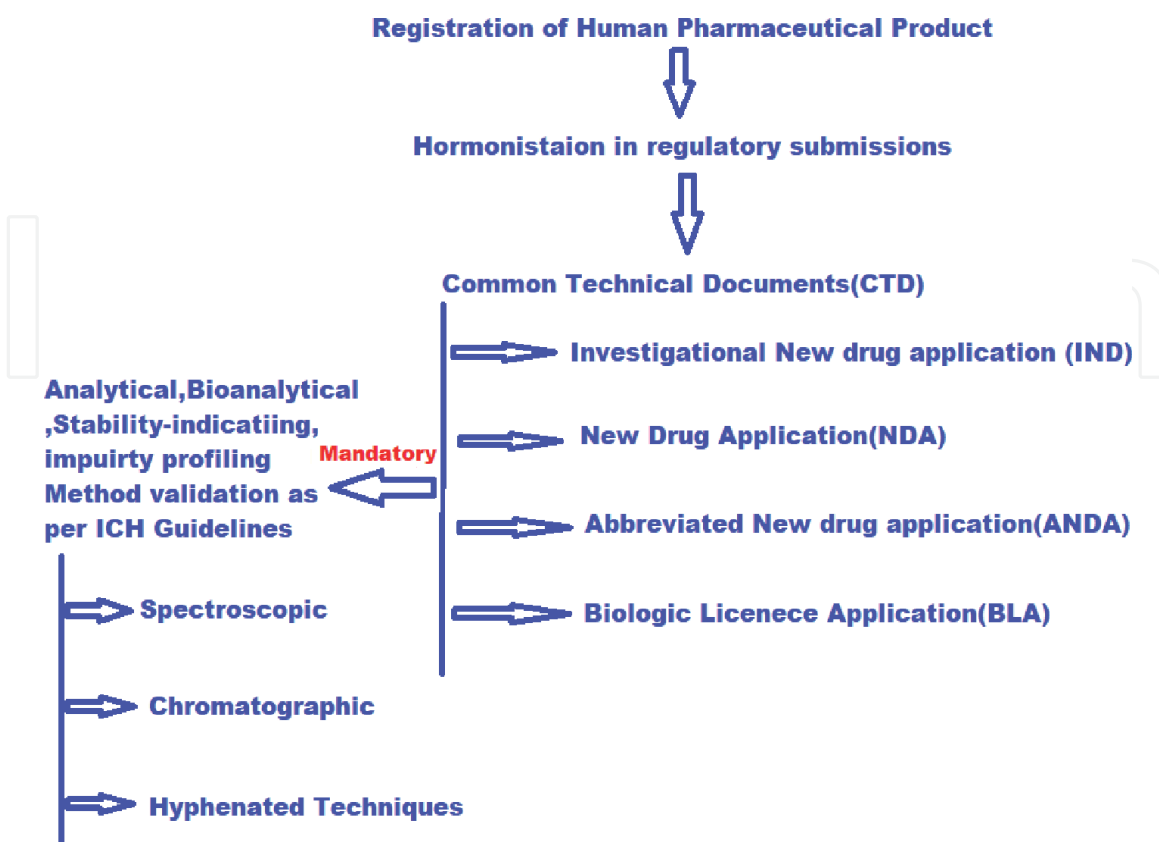 Registration of Human Pharmaceutical Product
Hormonistaion in regulatory submissions
Common Technical Documents(CTD)
Investigational New drug application (IND)
New Drug Application(NDA)
Abbreviated New drug application(ANDA)
Biologic Licenece Application(BLA)
Mandatory
Analytical,Bioanalytical
,Stability-indicatiing,
impuirty profiling
Method validation as
per ICH Guidelines
Spectroscopic
Chromatographic
Hyphenated Techniques